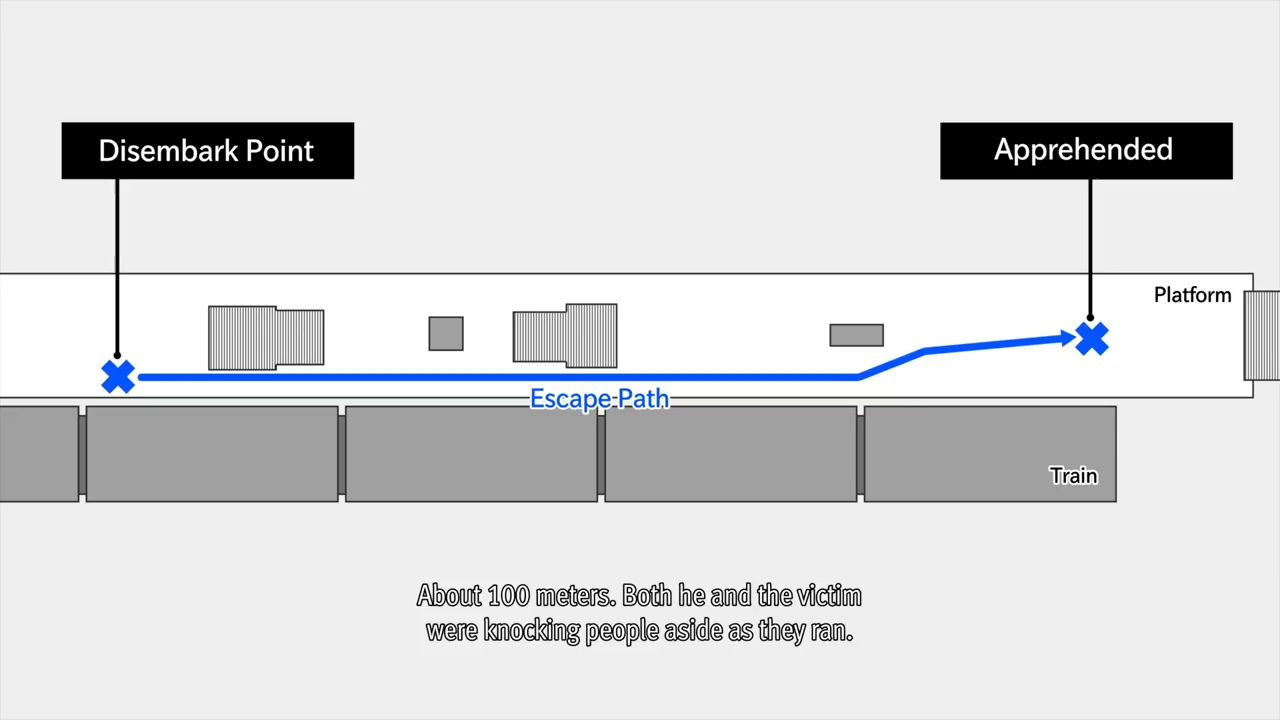 Disembark Point
Apprehended
Platform
Escape Path
Train
About 100 meters. Both he and the victim
were knocking people aside as they ran.